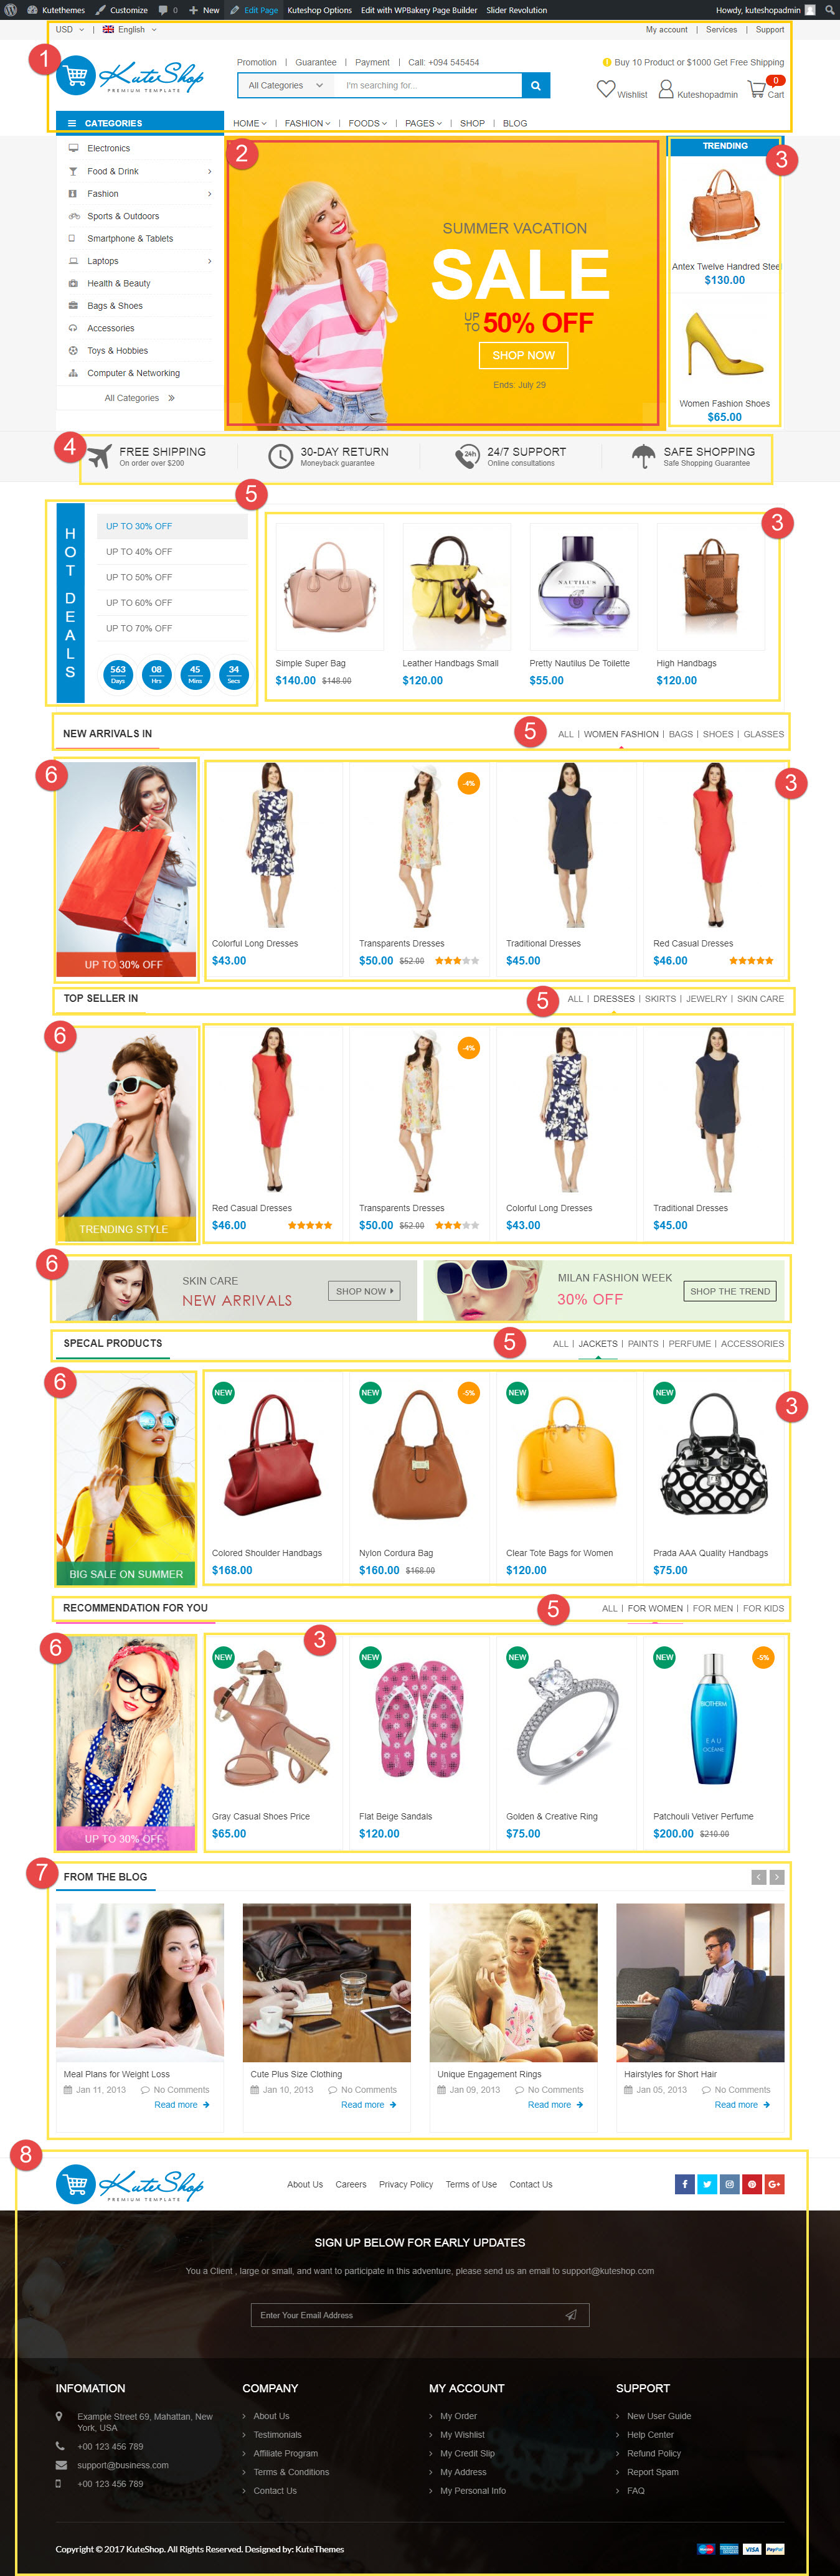 Kutethemes Customize 0 New Edit Page Kuteshop Options Edit with WPBakery Page Builder Slider Revolution Howdy, kuteshopadmin
USD | English My account | Services | Support
1
KuteShop
PREMIUM TEMPLATE
Promotion | Guarantee | Payment | Call: +094 545454
Buy 10 Product or $1000 Get Free Shipping
All Categories I'm searching for...
Wishlist Kuteshopadmin 0 Cart
CATEGORIES
HOME | FASHION | FOODS | PAGES | SHOP | BLOG
Electronics
Food & Drink
Fashion
Sports & Outdoors
Smartphone & Tablets
Laptops
Health & Beauty
Bags & Shoes
Accessories
Toys & Hobbies
Computer & Networking
All Categories
2
SUMMER VACATION
SALE
UP TO 50% OFF
SHOP NOW
Ends: July 29
TRENDING
3
Antex Twelve Handred Stee
$130.00
Women Fashion Shoes
$65.00
4
FREE SHIPPING
On order over $200
30-DAY RETURN
Moneyback guarantee
24h
24/7 SUPPORT
Online consultations
SAFE SHOPPING
Safe Shopping Guarantee
5
HOT DEALS
UP TO 30% OFF
UP TO 40% OFF
UP TO 50% OFF
UP TO 60% OFF
UP TO 70% OFF
563 08 45 34
Days Hrs Mins Secs
3
NAUTILUS
Simple Super Bag
$140.00 $148.00
Leather Handbags Small
$120.00
Pretty Nautilus De Toilette
$55.00
High Handbags
$120.00
NEW ARRIVALS IN
5
ALL | WOMEN FASHION | BAGS | SHOES | GLASSES
6
UP TO 30% OFF
3
-4%
Colorful Long Dresses
$43.00
Transparents Dresses
$50.00 $52.00
Traditional Dresses
$45.00
Red Casual Dresses
$46.00
TOP SELLER IN
5
ALL | DRESSES | SKIRTS | JEWELRY | SKIN CARE
6
TRENDING STYLE
-4%
Red Casual Dresses
$46.00
Transparents Dresses
$50.00 $52.00
Colorful Long Dresses
$43.00
Traditional Dresses
$45.00
6
SKIN CARE
NEW ARRIVALS
SHOP NOW
MILAN FASHION WEEK
30% OFF
SHOP THE TREND
SPECAL PRODUCTS
5
ALL | JACKETS | PAINTS | PERFUME | ACCESSORIES
6
BIG SALE ON SUMMER
3
NEW NEW -5% NEW NEW
Colored Shoulder Handbags
$168.00
Nylon Cordura Bag
$160.00 $168.00
Clear Tote Bags for Women
$120.00
Prada AAA Quality Handbags
$75.00
RECOMMENDATION FOR YOU
5
ALL | FOR WOMEN | FOR MEN | FOR KIDS
6
UP TO 30% OFF
3
NEW NEW NEW NEW -5%
BIOTHERM
EAU
OCÉANE
Gray Casual Shoes Price
$65.00
Flat Beige Sandals
$120.00
Golden & Creative Ring
$75.00
Patchouli Vetiver Perfume
$200.00 $210.00
7
FROM THE BLOG
Meal Plans for Weight Loss
Jan 11, 2013 No Comments
Read more
Cute Plus Size Clothing
Jan 10, 2013 No Comments
Read more
Unique Engagement Rings
Jan 09, 2013 No Comments
Read more
Hairstyles for Short Hair
Jan 05, 2013 No Comments
Read more
8
KuteShop
PREMIUM TEMPLATE
About Us Careers Privacy Policy Terms of Use Contact Us
SIGN UP BELOW FOR EARLY UPDATES
You a Client , large or small, and want to participate in this adventure, please send us an email to support@kuteshop.com
Enter Your Email Address
INFOMATION
Example Street 69, Mahattan, New
York, USA
+00 123 456 789
support@business.com
+00 123 456 789
COMPANY
About Us
Testimonials
Affiliate Program
Terms & Conditions
Contact Us
MY ACCOUNT
My Order
My Wishlist
My Credit Slip
My Address
My Personal Info
SUPPORT
New User Guide
Help Center
Refund Policy
Report Spam
FAQ
Copyright © 2017 KuteShop. All Rights Reserved. Designed by: KuteThemes
VISA PayPal